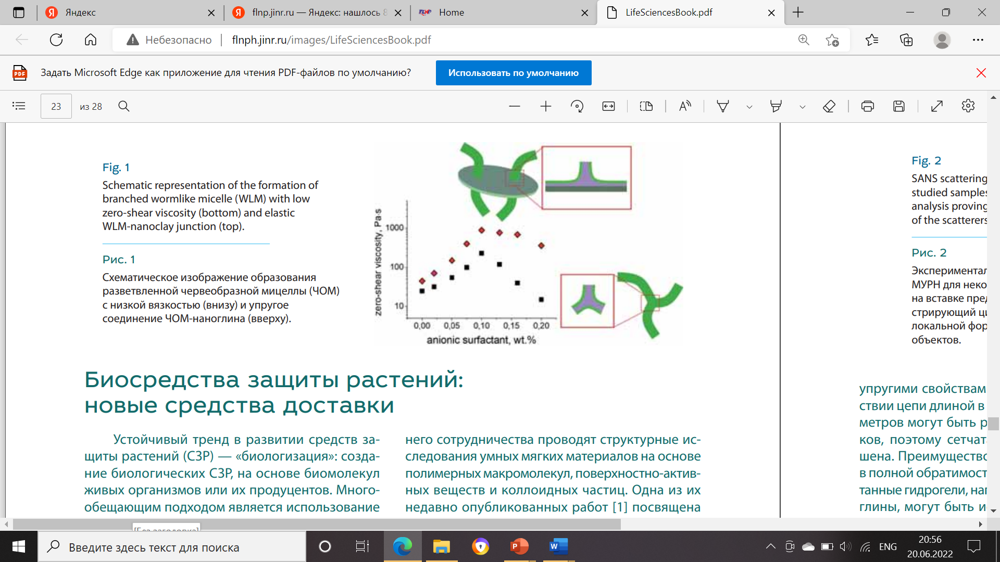 Яндекс
flnp.jinr.ru — Яндекс: нашлось 8
Home
LifeSciencesBook.pdf
Небезопасно
flnph.jinr.ru/images/LifeSciencesBook.pdf
PDF
Задать Microsoft Edge как приложение для чтения PDF-файлов по умолчанию?
Использовать по умолчанию
23
из 28
Fig. 1
Schematic representation of the formation of
branched wormlike micelle (WLM) with low
zero-shear viscosity (bottom) and elastic
WLM-nanoclay junction (top).
Рис. 1
Схематическое изображение образования
разветвленной червеобразной мицеллы (ЧОМ)
с низкой вязкостью (внизу) и упругое
соединение ЧОМ-наноглина (вверху).
zero-shear viscosity, Pa·s
1000
100
10
0,00 0,05 0,10 0,15 0,20
anionic surfactant, wt.%
Fig. 2
SANS scattering
studied samples
analysis proving
of the scatterers
Рис. 2
Эксперимента
МУРН для неко
на вставке пред
стрирующий ци
локальной фор
объектов.
Биосредства защиты растений:
новые средства доставки
Устойчивый тренд в развитии средств за-
щиты растений (СЗР) — «биологизация»: созда-
ние биологических СЗР, на основе биомолекул
живых организмов или их продуцентов. Много-
обещающим подходом является использование
него сотрудничества проводят структурные ис-
следования умных мягких материалов на основе
полимерных макромолекул, поверхностно-актив-
ных веществ и коллоидных частиц. Одна из их
недавно опубликованных работ [1] посвящена
упругими свойствам
ствии цепи длиной в
метров могут быть р
ков, поэтому сетчат
шена. Преимуществ
в полной обратимост
танные гидрогели, на
глины, могут быть и
Введите здесь текст для поиска
ENG
20:56
20.06.2022